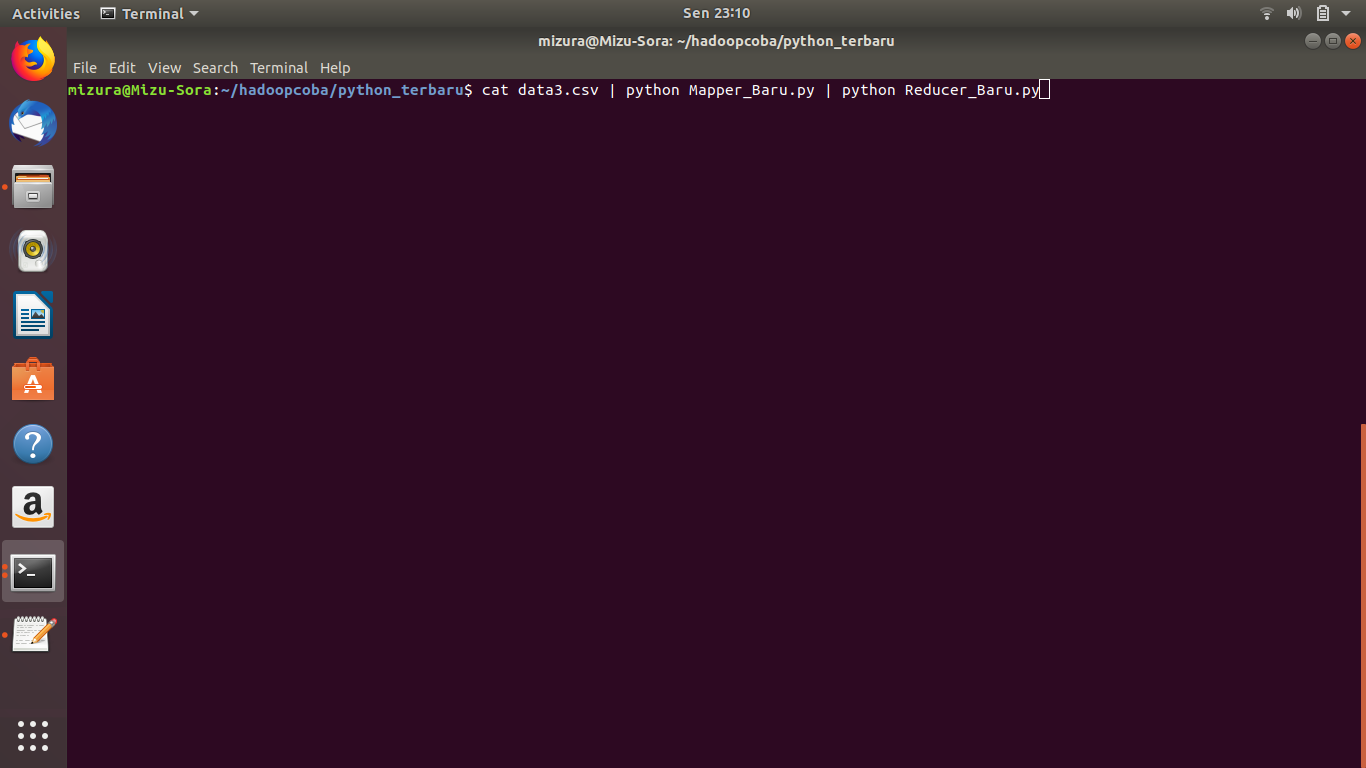 Activities Terminal Sen 23:10
mizura@Mizu-Sora: ~/hadoopcoba/python_terbaru
File Edit View Search Terminal Help
mizura@Mizu-Sora:~/hadoopcoba/python_terbaru$ cat data3.csv | python Mapper_Baru.py | python Reducer_Baru.py